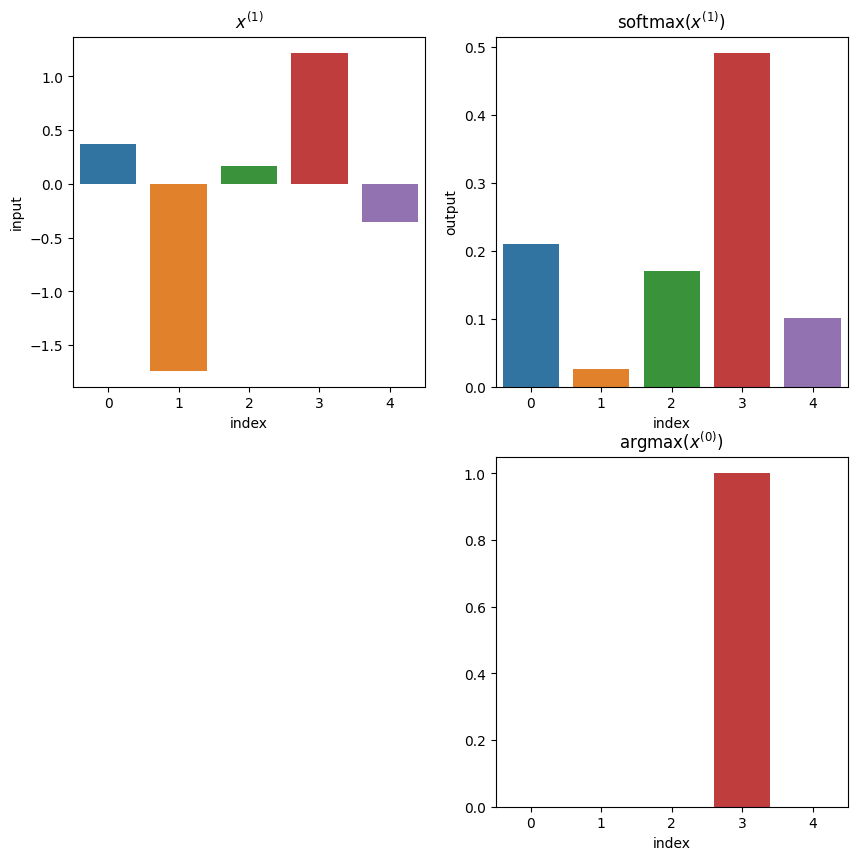 x^(1)
1.0
0.5
0.0
−0.5
−1.0
−1.5
input
0 1 2 3 4
index
softmax(x^(1))
0.5
0.4
0.3
0.2
0.1
0.0
output
0 1 2 3 4
index
argmax(x^(0))
1.0
0.8
0.6
0.4
0.2
0.0
0 1 2 3 4
index